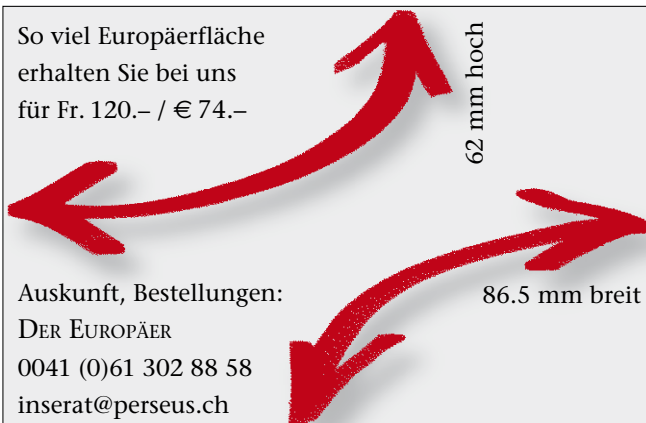 So viel Europäerfläche
erhalten Sie bei uns
für Fr. 120.– / € 74.–
62 mm hoch
86.5 mm breit
Auskunft, Bestellungen:
DER EUROPÄER
0041 (0)61 302 88 58
inserat@perseus.ch